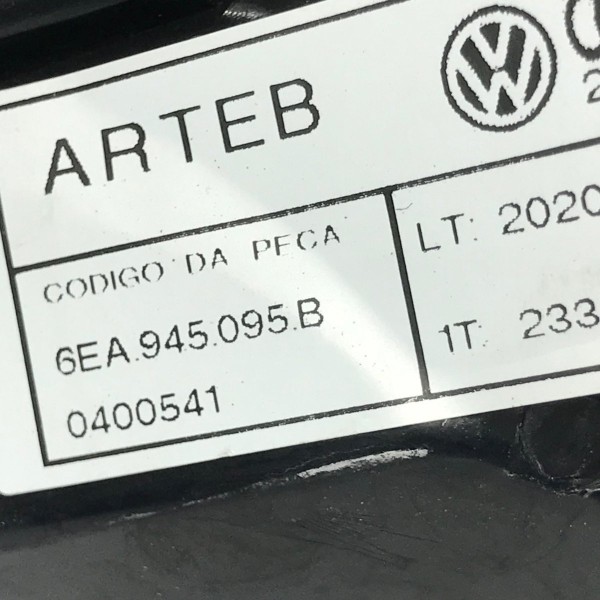 ARTEB
CODIGO DA PECA
6EA.945.095.B
0400541
LT: 2020
1T: 233